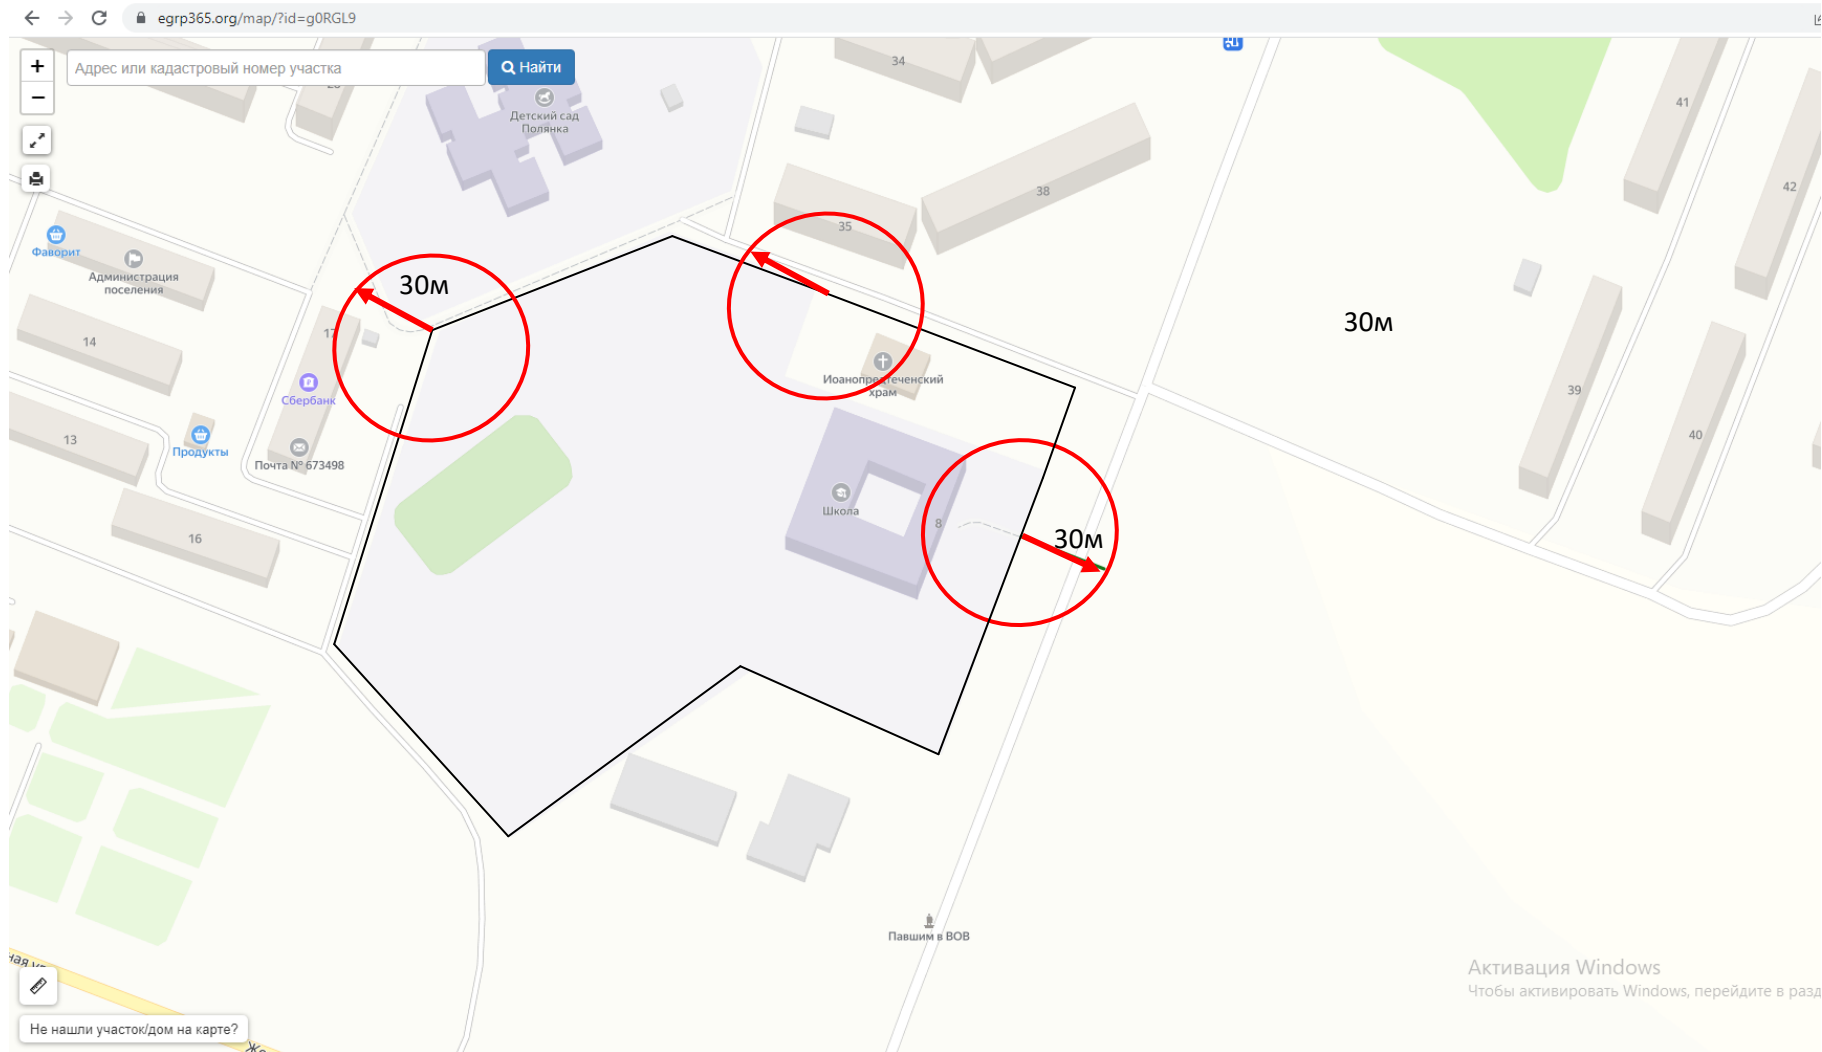 egrp365.org/map/?id=g0RGL9
+
Адрес или кадастровый номер участка
Найти
−
34
41
Детский сад
Полянка
38
42
35
Фаворит
Администрация
поселения
30м
30м
17
14
Иоанопредтеченский
храм
39
Сбербанк
13
Продукты
Почта № 673498
40
Школа
8
16
30м
Павшим в ВОВ
ная у
Активация Windows
Чтобы активировать Windows, перейдите в разд
Не нашли участок/дом на карте?
Же